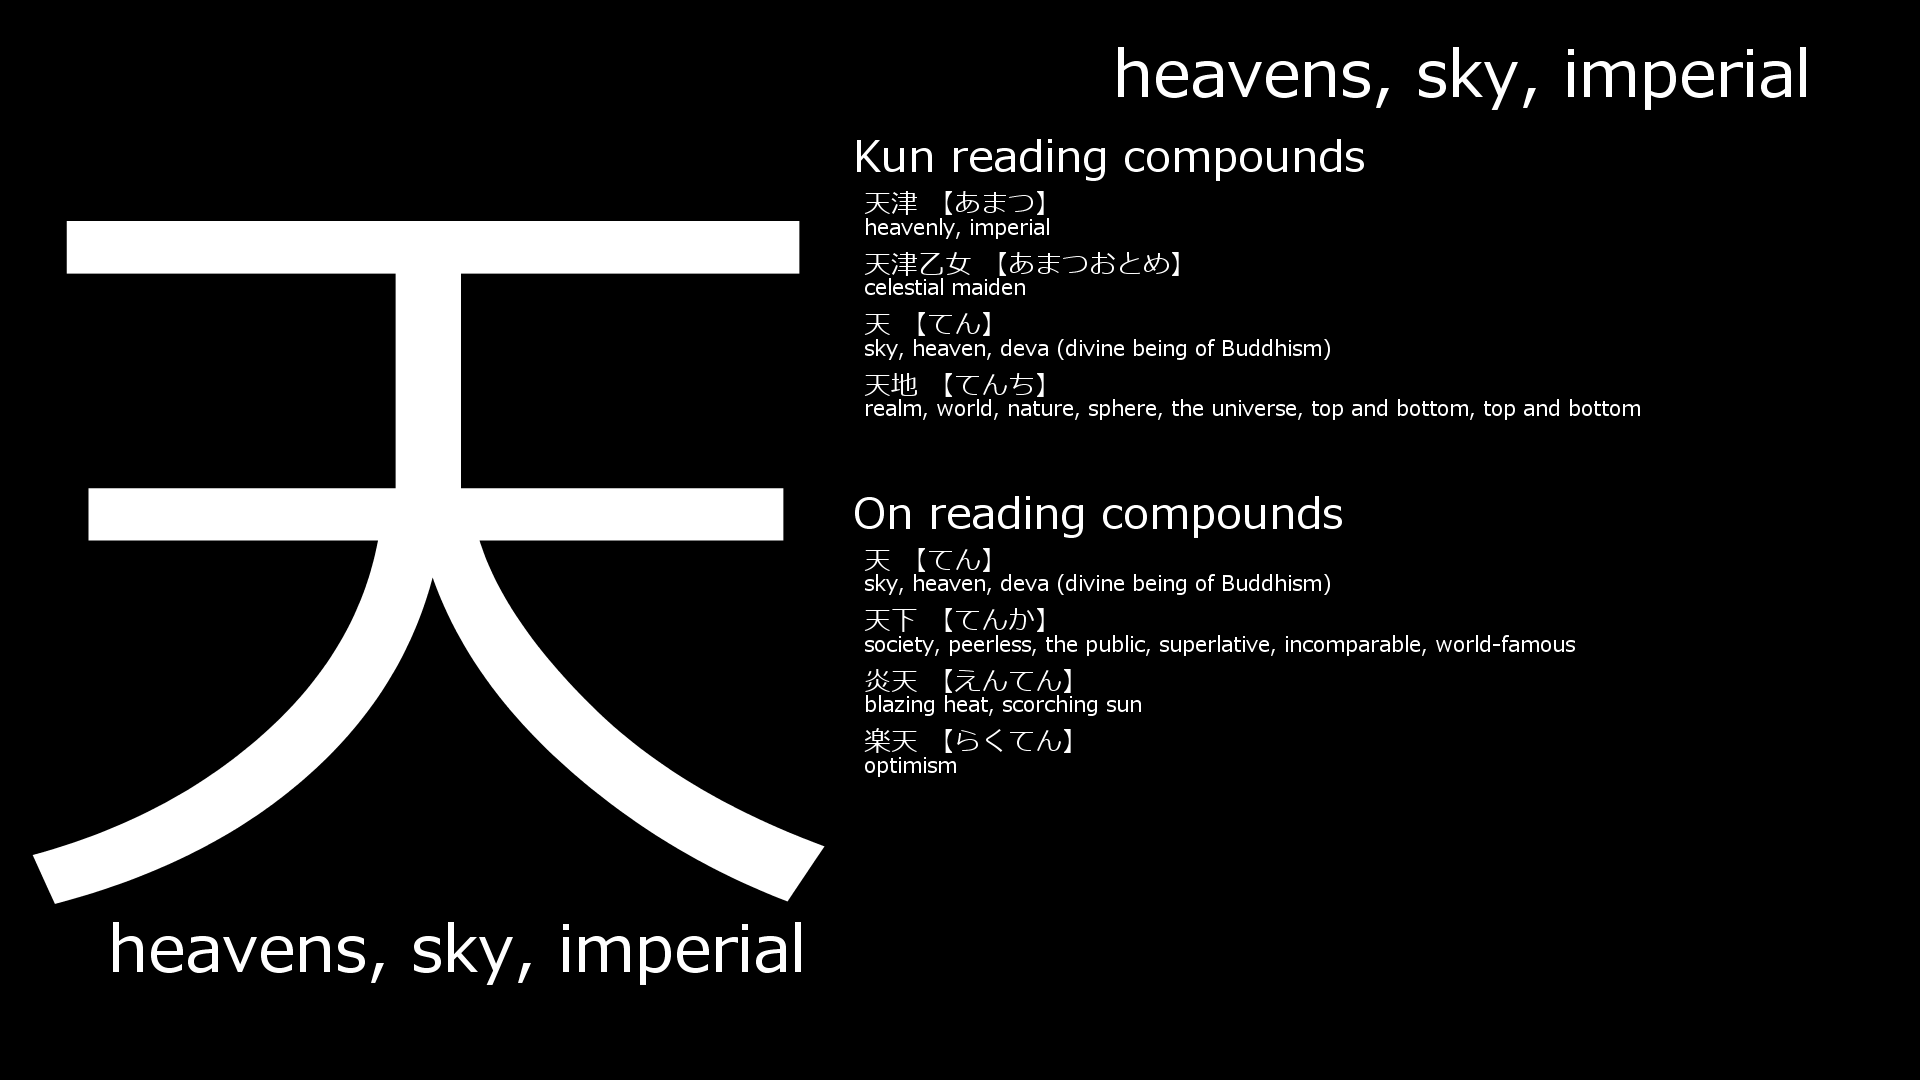 天
heavens, sky, imperial
heavens, sky, imperial
Kun reading compounds
天津 【あまつ】
heavenly, imperial
天津乙女 【あまつおとめ】
celestial maiden
天 【てん】
sky, heaven, deva (divine being of Buddhism)
天地 【てんち】
realm, world, nature, sphere, the universe, top and bottom, top and bottom
On reading compounds
天 【てん】
sky, heaven, deva (divine being of Buddhism)
天下 【てんか】
society, peerless, the public, superlative, incomparable, world-famous
炎天 【えんてん】
blazing heat, scorching sun
楽天 【らくてん】
optimism